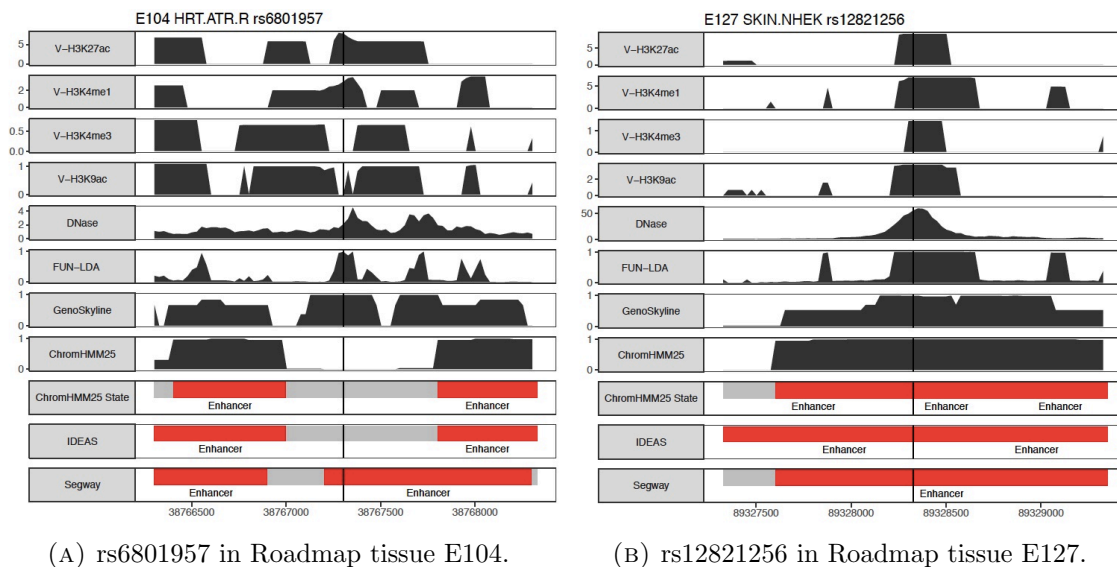 E104 HRT.ATR.R rs6801957
V-H3K27ac
5
0
V-H3K4me1
2
0
V-H3K4me3
0.5
0.0
V-H3K9ac
1
0
DNase
4
2
0
FUN-LDA
1
0
GenoSkyline
1
0
ChromHMM25
1
0
ChromHMM25 State
Enhancer Enhancer
IDEAS
Enhancer Enhancer
Segway
Enhancer Enhancer
38766500 38767000 38767500 38768000
(A) rs6801957 in Roadmap tissue E104.
E127 SKIN.NHEK rs12821256
V-H3K27ac
5
0
V-H3K4me1
5
0
V-H3K4me3
1
0
V-H3K9ac
2
0
DNase
50
0
FUN-LDA
1
0
GenoSkyline
1
0
ChromHMM25
1
0
ChromHMM25 State
Enhancer Enhancer Enhancer
IDEAS
Enhancer Enhancer
Segway
Enhancer
89327500 89328000 89328500 89329000
(B) rs12821256 in Roadmap tissue E127.